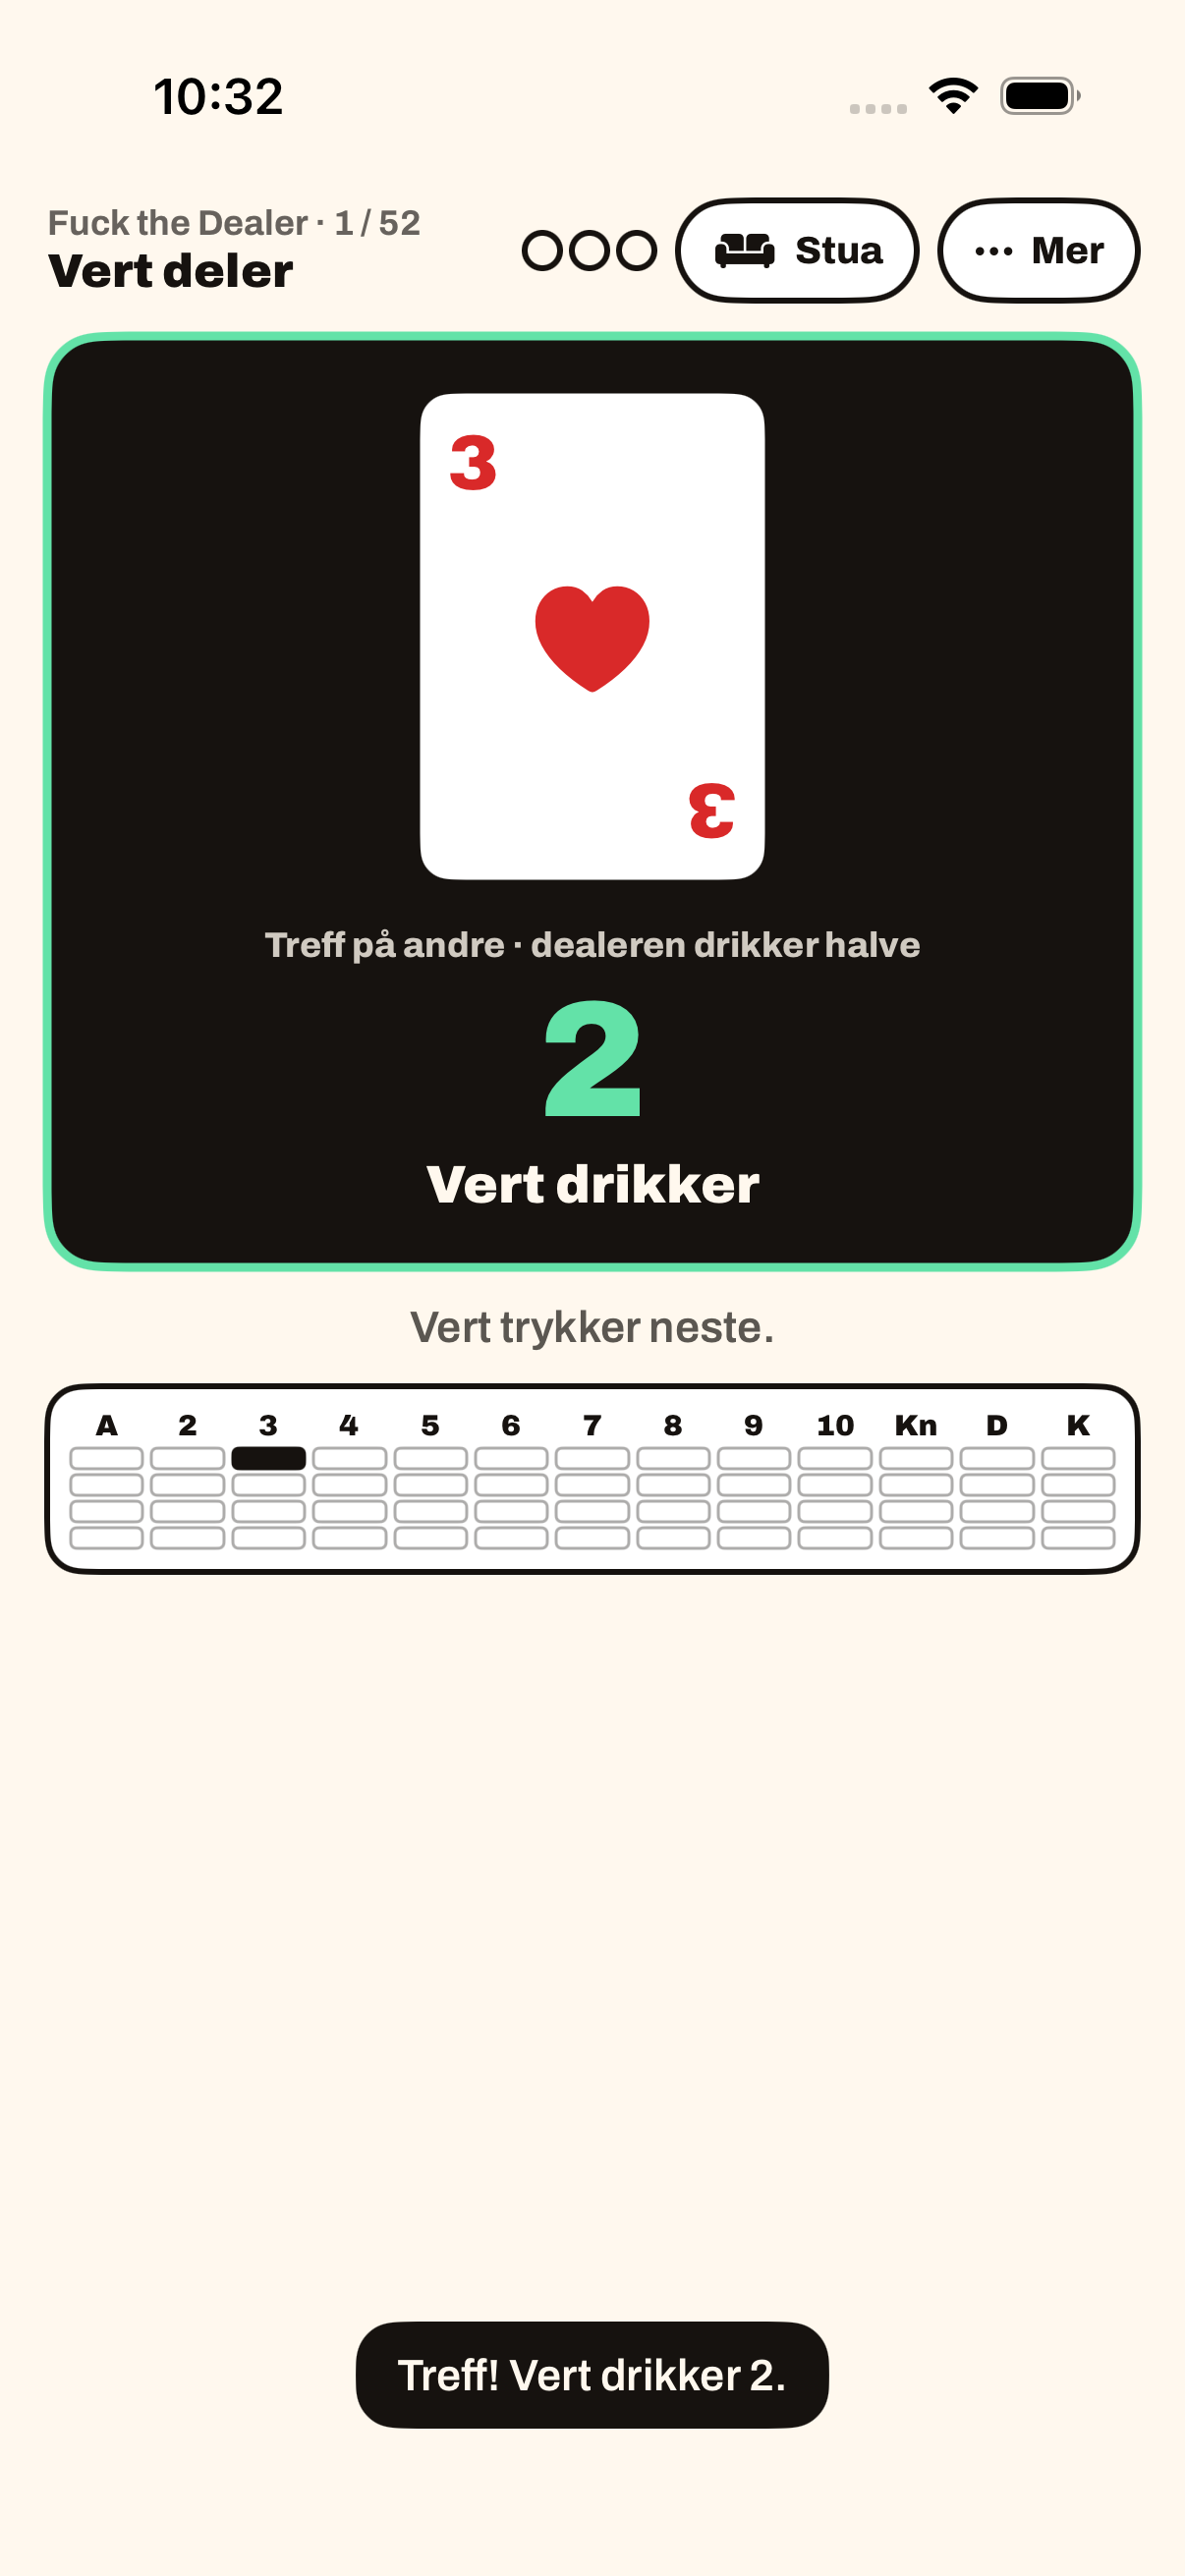 10:32
Fuck the Dealer · 1 / 52
Vert deler
Stua
Mer
3
3
Treff på andre · dealeren drikker halve
2
Vert drikker
Vert trykker neste.
A 2 3 4 5 6 7 8 9 10 Kn D K
Treff! Vert drikker 2.